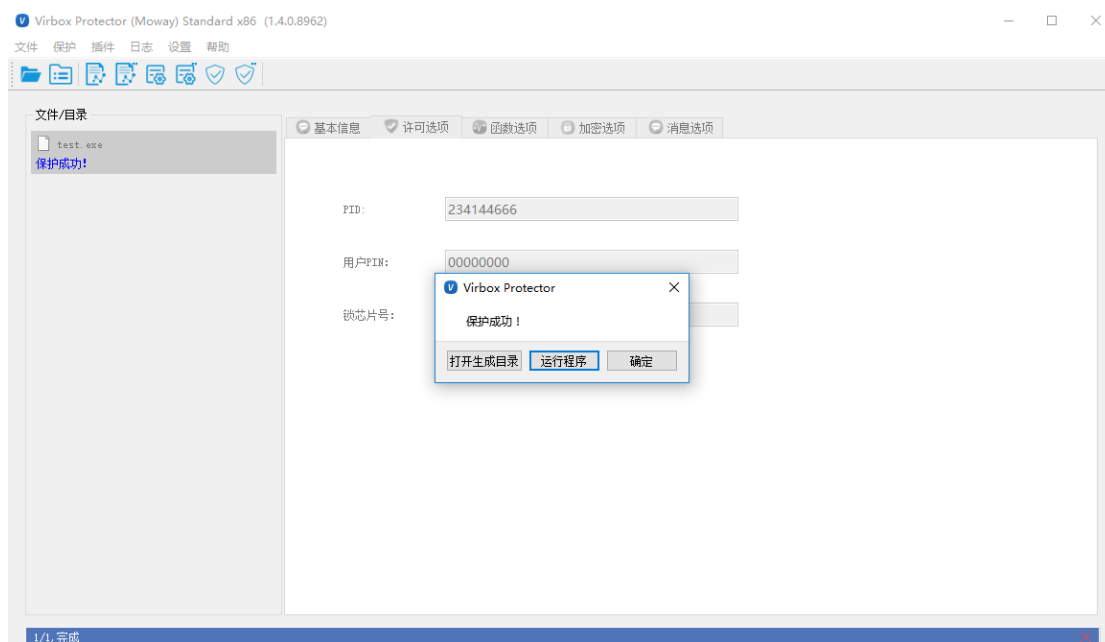 Virbox Protector (Moway) Standard x86 (1.4.0.8962)
文件 保护 插件 日志 设置 帮助
文件/目录
test.exe
保护成功!
基本信息 许可选项 函数选项 加密选项 消息选项
PID: 234144666
用户PIN: 00000000
锁芯片号:
Virbox Protector
保护成功！
打开生成目录 运行程序 确定
1/1, 完成